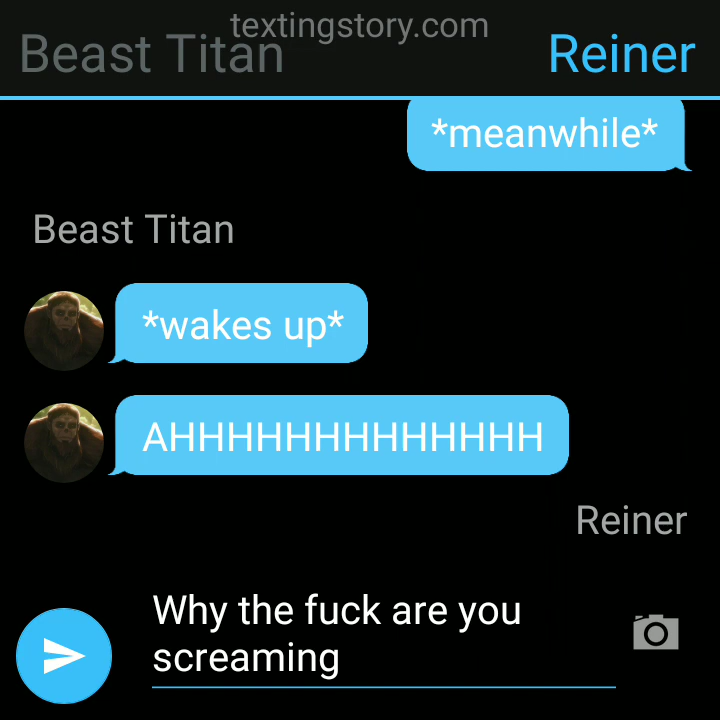 textingstory.com
Beast Titan
Reiner
*meanwhile*
Beast Titan
*wakes up*
AHHHHHHHHHHHHH
Reiner
Why the fuck are you
screaming